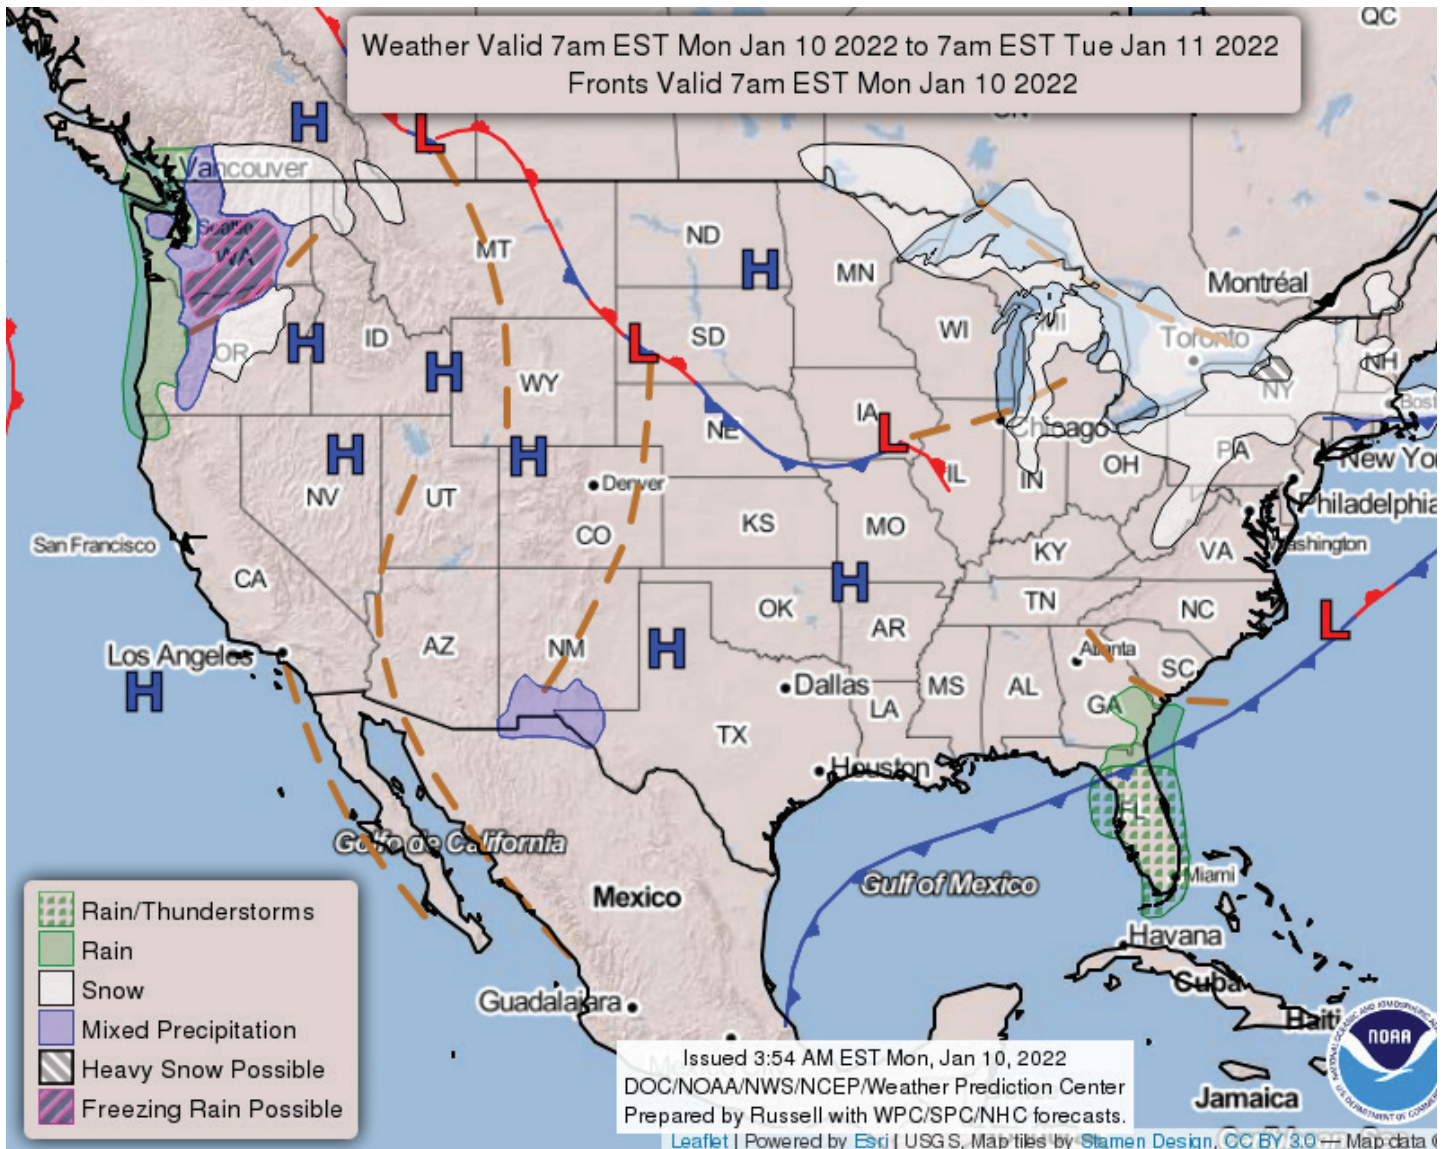 QC
Weather Valid 7am EST Mon Jan 10 2022 to 7am EST Tue Jan 11 2022
Fronts Valid 7am EST Mon Jan 10 2022
H
L
Vancouver
Seattle
WA
MT
ND
H
MN
Montréal
OR
H
ID
H
WY
L
SD
WI
MI
Toronto
NH
NY
Bost
NE
IA
L
Chicago
H
NV
UT
H
Denver
IL
IN
OH
PA
New Yo
Philadelphia
San Francisco
CO
KS
MO
KY
VA
ashington
CA
AZ
NM
OK
H
AR
TN
NC
L
Los Angeles
H
H
Dallas
MS
AL
Atlanta
GA
SC
LA
TX
Houston
FL
Golfo de California
Mexico
Gulf of Mexico
Miami
Havana
Cuba
Guadalajara
Haiti
Jamaica
Rain/Thunderstorms
Rain
Snow
Mixed Precipitation
Heavy Snow Possible
Freezing Rain Possible
Issued 3:54 AM EST Mon, Jan 10, 2022
DOC/NOAA/NWS/NCEP/Weather Prediction Center
Prepared by Russell with WPC/SPC/NHC forecasts.
NOAA
Leaflet | Powered by Esri | USGS, Map tiles by Stamen Design, CC BY 3.0 — Map data ©